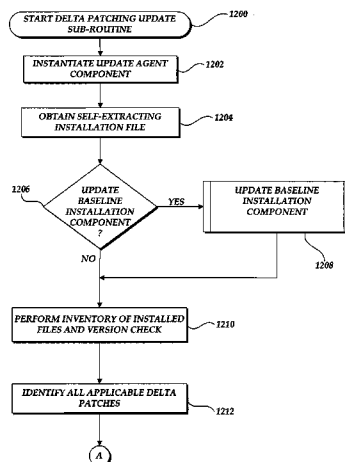 START DELTA PATCHING UPDATE
SUB-ROUTINE
1200
INSTANTIATE UPDATE AGENT
COMPONENT
1202
OBTAIN SELF-EXTRACTING
INSTALLATION FILE
1204
1206
UPDATE
BASELINE
INSTALLATION
COMPONENT
?
YES
UPDATE BASELINE
INSTALLATION
COMPONENT
1208
NO
PERFORM INVENTORY OF INSTALLED
FILES AND VERSION CHECK
1210
IDENTIFY ALL APPLICABLE DELTA
PATCHES
1212
A